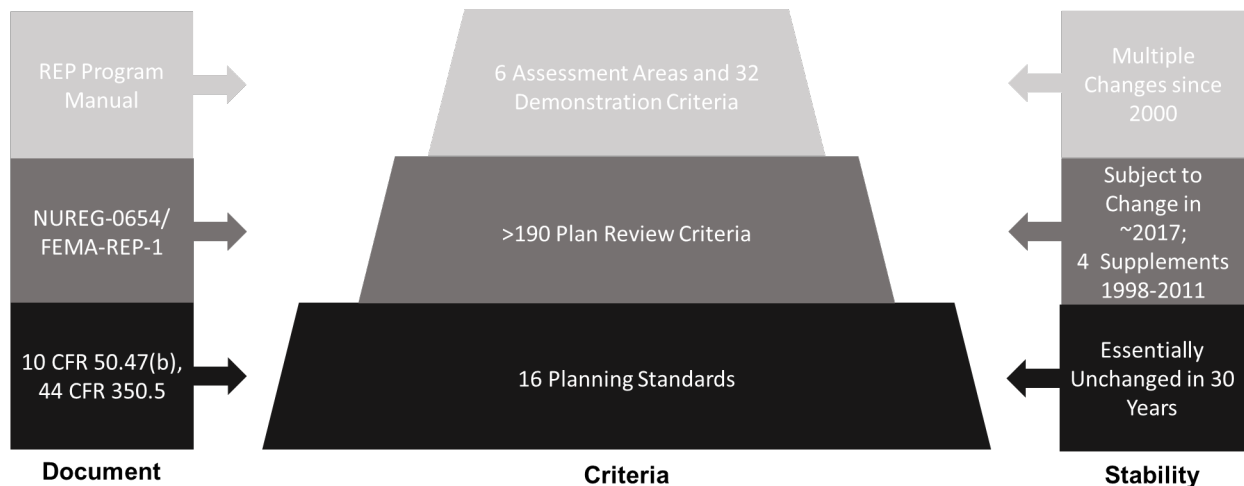 REP Program
Manual
6 Assessment Areas and 32
Demonstration Criteria
Multiple
Changes since
2000
NUREG-0654/
FEMA-REP-1
>190 Plan Review Criteria
Subject to
Change in
~2017;
4 Supplements
1998-2011
10 CFR 50.47(b),
44 CFR 350.5
16 Planning Standards
Essentially
Unchanged in 30
Years
Document
Criteria
Stability